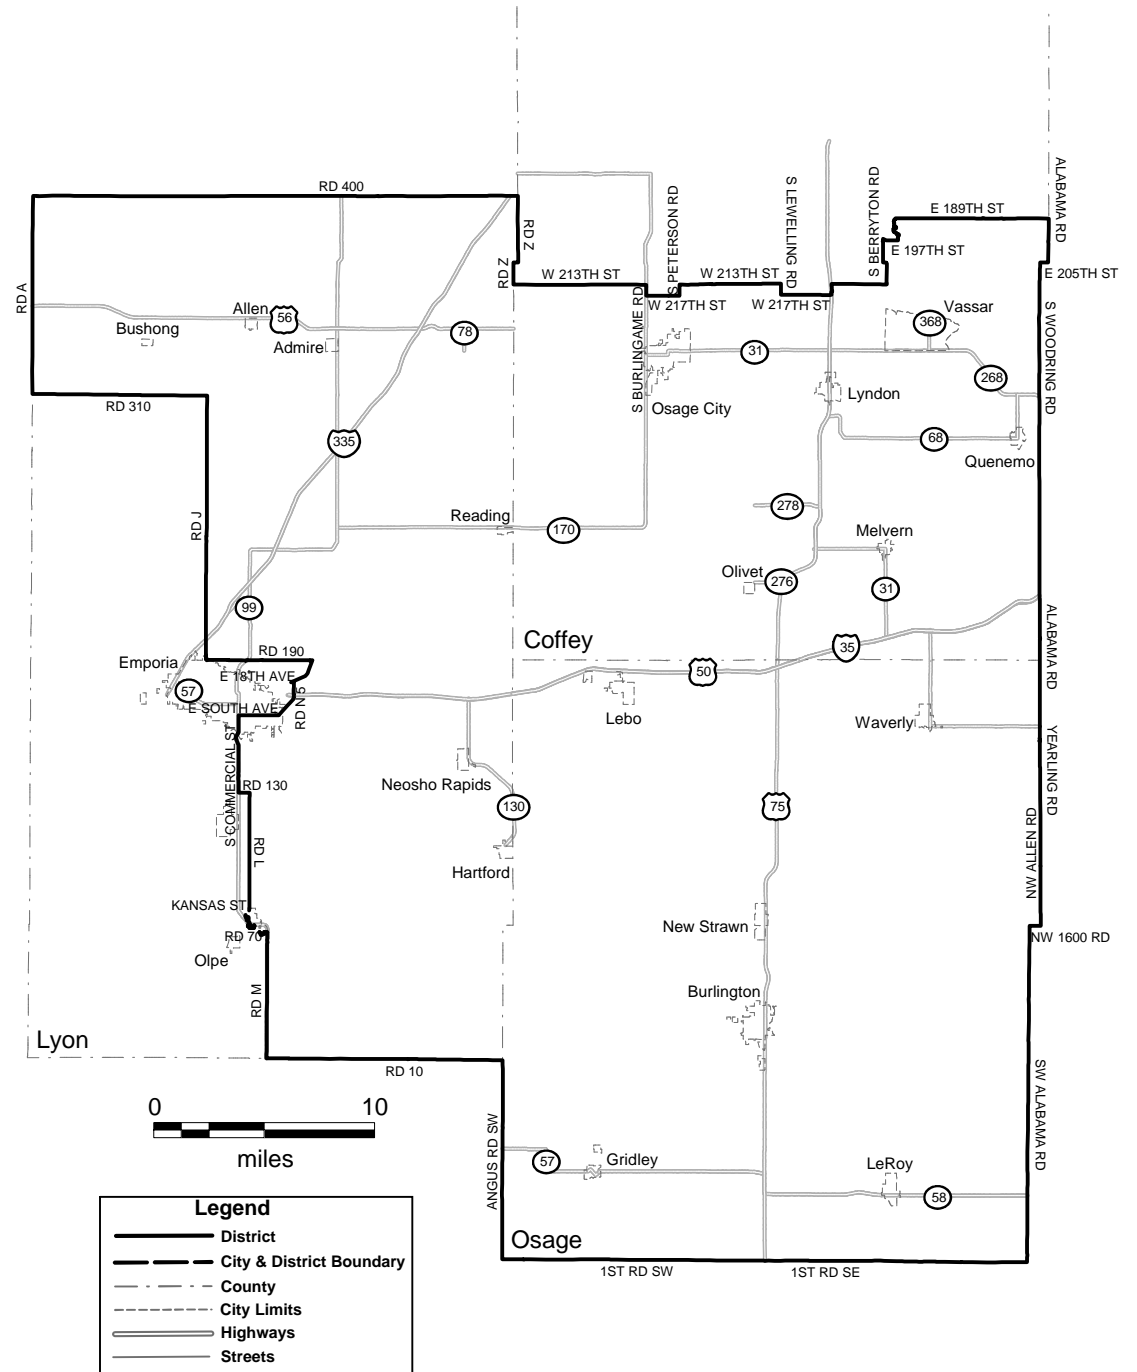 RD 400
RD A
RD Z
RD Z
W 213TH ST
S BURLINGAME RD
S PETERSON RD
W 217TH ST
W 213TH ST
S LEWELLING RD
W 217TH ST
S BERRYTON RD
E 189TH ST
E 197TH ST
ALABAMA RD
E 205TH ST
S WOODRING RD
Allen
Bushong
56
Admire
78
335
RD 310
RD J
Vassar
368
31
268
Osage City
Lyndon
68
Quenemo
278
Reading
170
Melvern
Olivet
276
31
99
Coffey
35
50
ALABAMA RD
Emporia
RD 190
E 18TH AVE
57
E SOUTH AVE
RD N 5
Lebo
Waverly
YEARLING RD
S COMMERCIAL ST
RD 130
Neosho Rapids
130
75
NW ALLEN RD
RD L
Hartford
KANSAS ST
RD 70
Olpe
New Strawn
NW 1600 RD
Burlington
RD M
Lyon
RD 10
SW ALABAMA RD
0 10
miles
ANGUS RD SW
57
Gridley
LeRoy
58
Osage
1ST RD SW
1ST RD SE
Legend
District
City & District Boundary
County
City Limits
Highways
Streets